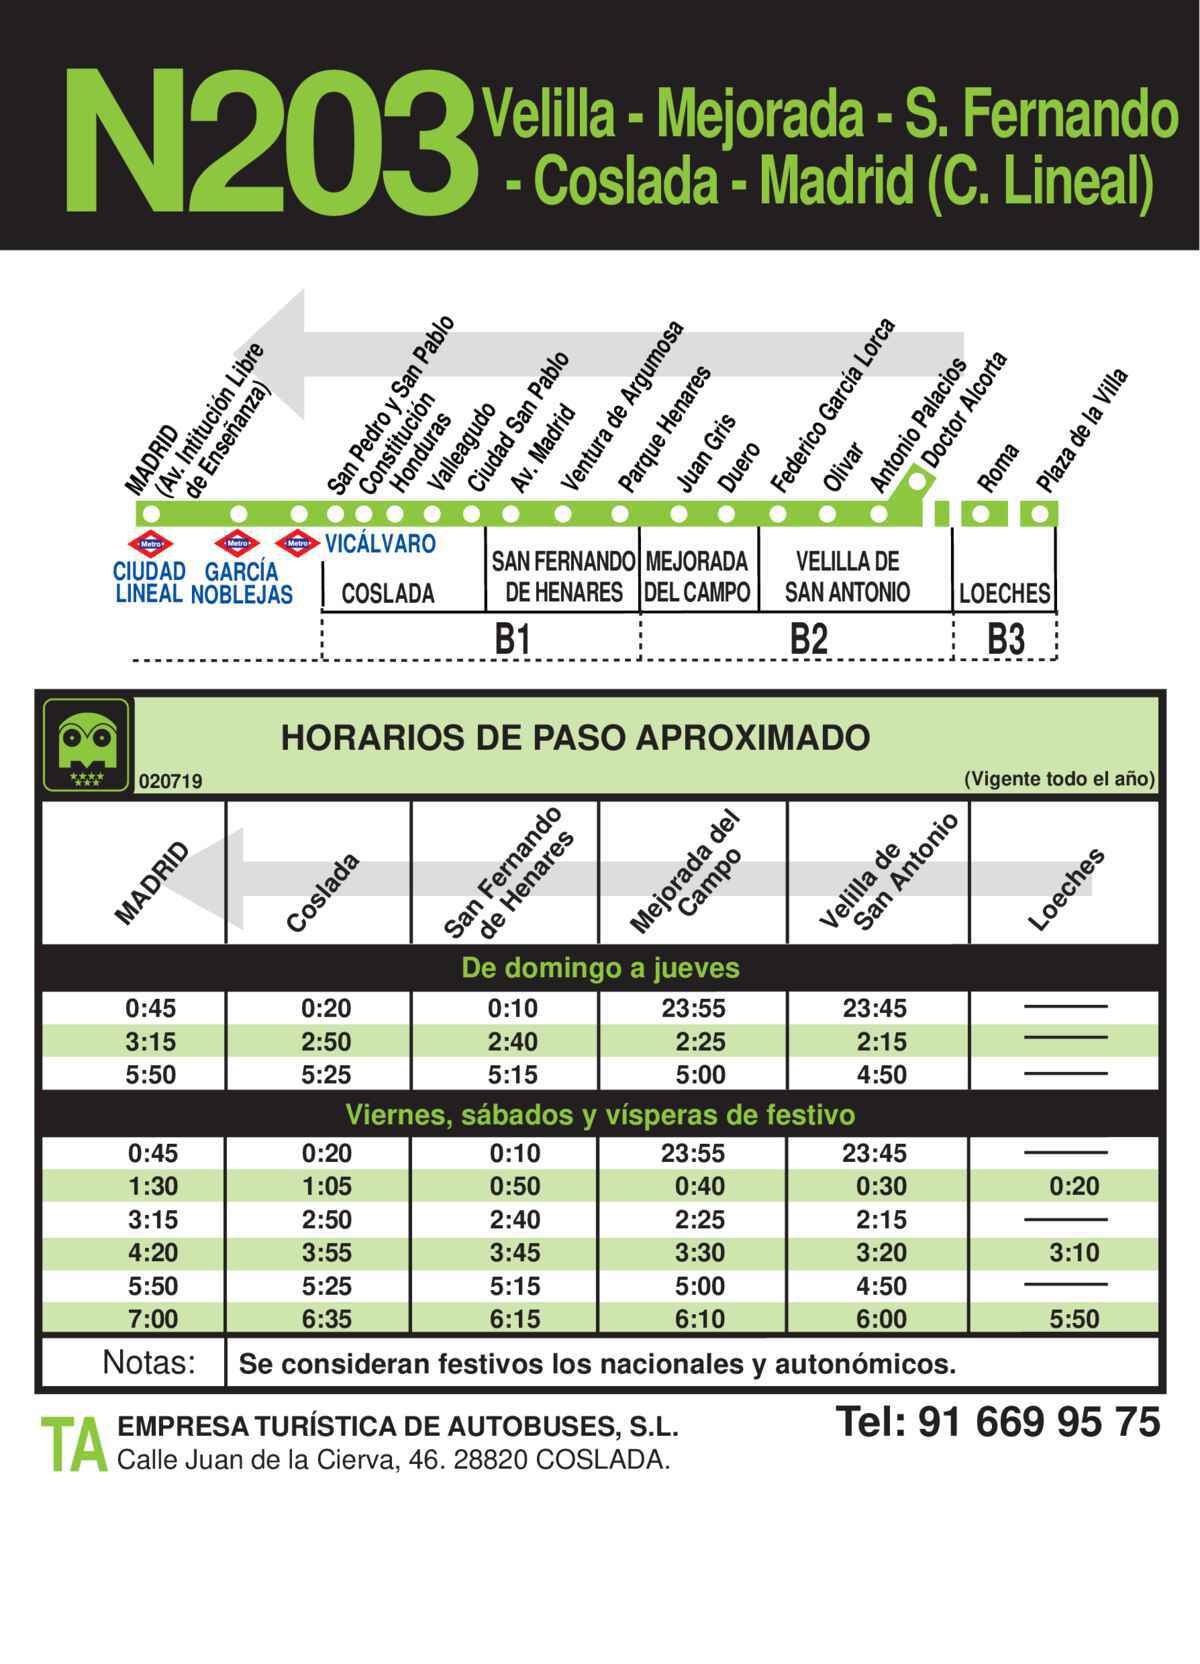 N203
Velilla - Mejorada - S. Fernando
- Coslada - Madrid (C. Lineal)
MADRID
(Av. Intitución Libre
de Enseñanza)
San Pedro y San Pablo
Constitución
Honduras
Valleagudo
Ciudad San Pablo
Av. Madrid
Ventura de Argumosa
Parque Henares
Juan Gris
Duero
Federico García Lorca
Olivar
Antonio Palacios
Doctor Alcorta
Roma
Plaza de la Villa
Metro
Metro
Metro
CIUDAD
LINEAL
GARCÍA
NOBLEJAS
VICÁLVARO
COSLADA
SAN FERNANDO
DE HENARES
MEJORADA
DEL CAMPO
VELILLA DE
SAN ANTONIO
LOECHES
B1
B2
B3
HORARIOS DE PASO APROXIMADO
020719
(Vigente todo el año)
MADRID
Coslada
San Fernando
de Henares
Mejorada del
Campo
Velilla de
San Antonio
Loeches
De domingo a jueves
0:45 0:20 0:10 23:55 23:45
3:15 2:50 2:40 2:25 2:15
5:50 5:25 5:15 5:00 4:50
Viernes, sábados y vísperas de festivo
0:45 0:20 0:10 23:55 23:45
1:30 1:05 0:50 0:40 0:30 0:20
3:15 2:50 2:40 2:25 2:15
4:20 3:55 3:45 3:30 3:20 3:10
5:50 5:25 5:15 5:00 4:50
7:00 6:35 6:15 6:10 6:00 5:50
Notas: Se consideran festivos los nacionales y autonómicos.
TA
EMPRESA TURÍSTICA DE AUTOBUSES, S.L.
Calle Juan de la Cierva, 46. 28820 COSLADA.
Tel: 91 669 95 75